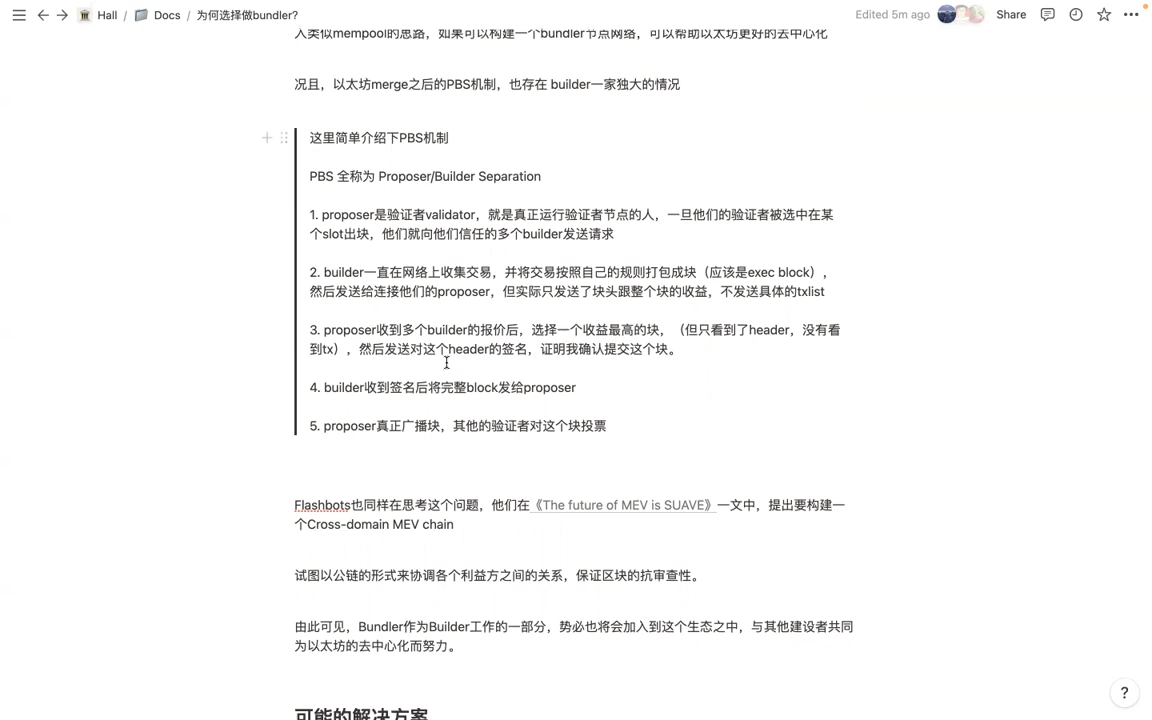 Hall / Docs / 为何选择做bundler?
Edited 5m ago Share
入类似mempool的思路，如果可以构建一个bundler节点网络，可以帮助以太坊更好的去中心化
况且，以太坊merge之后的PBS机制，也存在 builder一家独大的情况
这里简单介绍下PBS机制
PBS 全称为 Proposer/Builder Separation
1. proposer是验证者validator，就是真正运行验证者节点的人，一旦他们的验证者被选中在某
个slot出块，他们就向他们信任的多个builder发送请求
2. builder一直在网络上收集交易，并将交易按照自己的规则打包成块（应该是exec block），
然后发送给连接他们的proposer，但实际只发送了块头跟整个块的收益，不发送具体的txlist
3. proposer收到多个builder的报价后，选择一个收益最高的块，（但只看到了header，没有看
到tx），然后发送对这个header的签名，证明我确认提交这个块。
4. builder收到签名后将完整block发给proposer
5. proposer真正广播块，其他的验证者对这个块投票
Flashbots也同样在思考这个问题，他们在《The future of MEV is SUAVE》一文中，提出要构建一
个Cross-domain MEV chain
试图以公链的形式来协调各个利益方之间的关系，保证区块的抗审查性。
由此可见，Bundler作为Builder工作的一部分，势必也将会加入到这个生态之中，与其他建设者共同
为以太坊的去中心化而努力。
可能的解决方案
?